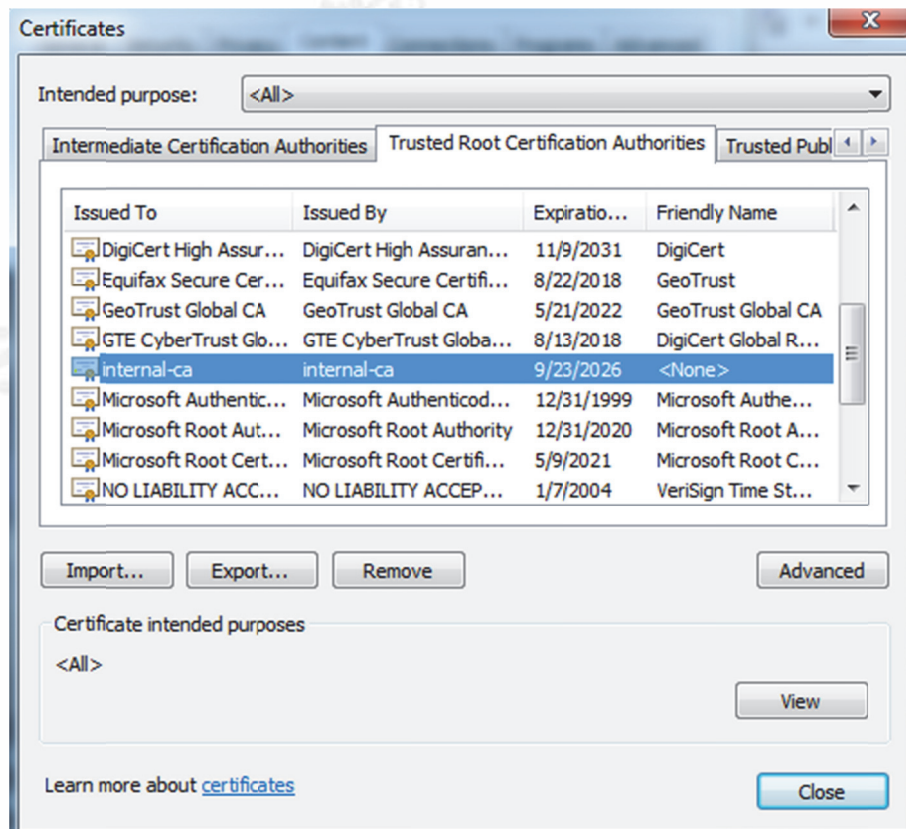 Certificates
Intended purpose: <All>
Intermediate Certification Authorities Trusted Root Certification Authorities Trusted Publ
Issued To Issued By Expiratio... Friendly Name
DigiCert High Assur... DigiCert High Assuran... 11/9/2031 DigiCert
Equifax Secure Cer... Equifax Secure Certifi... 8/22/2018 GeoTrust
GeoTrust Global CA GeoTrust Global CA 5/21/2022 GeoTrust Global CA
GTE CyberTrust Glo... GTE CyberTrust Globa... 8/13/2018 DigiCert Global R...
internal-ca internal-ca 9/23/2026 <None>
Microsoft Authentic... Microsoft Authenticod... 12/31/1999 Microsoft Authe...
Microsoft Root Aut... Microsoft Root Authority 12/31/2020 Microsoft Root A...
Microsoft Root Cert... Microsoft Root Certifi... 5/9/2021 Microsoft Root C...
NO LIABILITY ACC... NO LIABILITY ACCEP... 1/7/2004 VeriSign Time St...
Import... Export... Remove Advanced
Certificate intended purposes
<All>
View
Learn more about certificates
Close